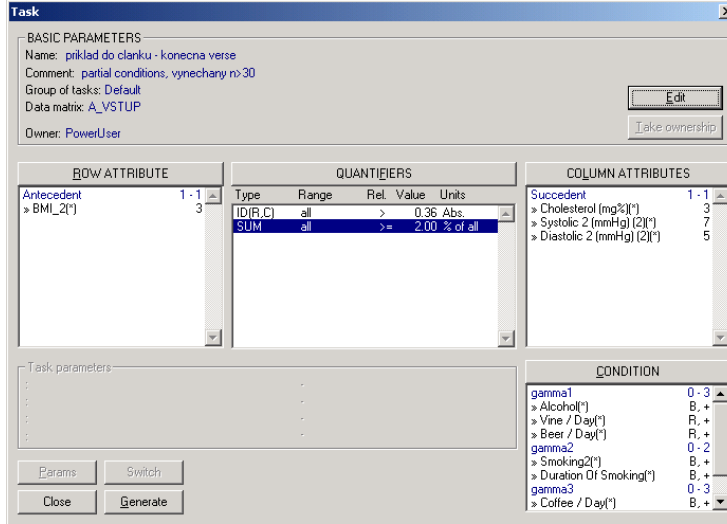 Task
BASIC PARAMETERS
Name: priklad do clanku - konecna verse
Comment: partial conditions, vynechany n>30
Group of tasks: Default
Data matrix: A_VSTUP
Owner: PowerUser
Edit
Take ownership
ROW ATTRIBUTE
Antecedent 1 - 1
» BMI_2(*) 3
QUANTIFIERS
Type Range Rel. Value Units
ID(R,C) all > 0.36 Abs.
SUM all >= 2.00 % of all
COLUMN ATTRIBUTES
Succedent 1 - 1
» Cholesterol (mg%)(*) 3
» Systolic 2 (mmHg) (2)(*) 7
» Diastolic 2 (mmHg) (2)(*) 5
Task parameters
: -
: -
: -
: -
CONDITION
gamma1 0 - 3
» Alcohol(*) B, +
» Vine / Day(*) R, +
» Beer / Day(*) R, +
gamma2 0 - 2
» Smoking2(*) B, +
» Duration Of Smoking(*) B, +
gamma3 0 - 3
» Coffee / Day(*) B, +
Params
Switch
Close
Generate